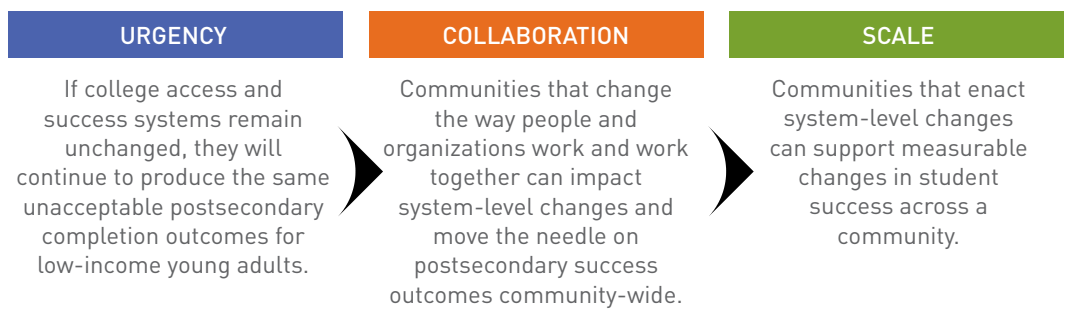 URGENCY
If college access and
success systems remain
unchanged, they will
continue to produce the same
unacceptable postsecondary
completion outcomes for
low-income young adults.
COLLABORATION
Communities that change
the way people and
organizations work and work
together can impact
system-level changes and
move the needle on
postsecondary success
outcomes community-wide.
SCALE
Communities that enact
system-level changes
can support measurable
changes in student
success across a
community.